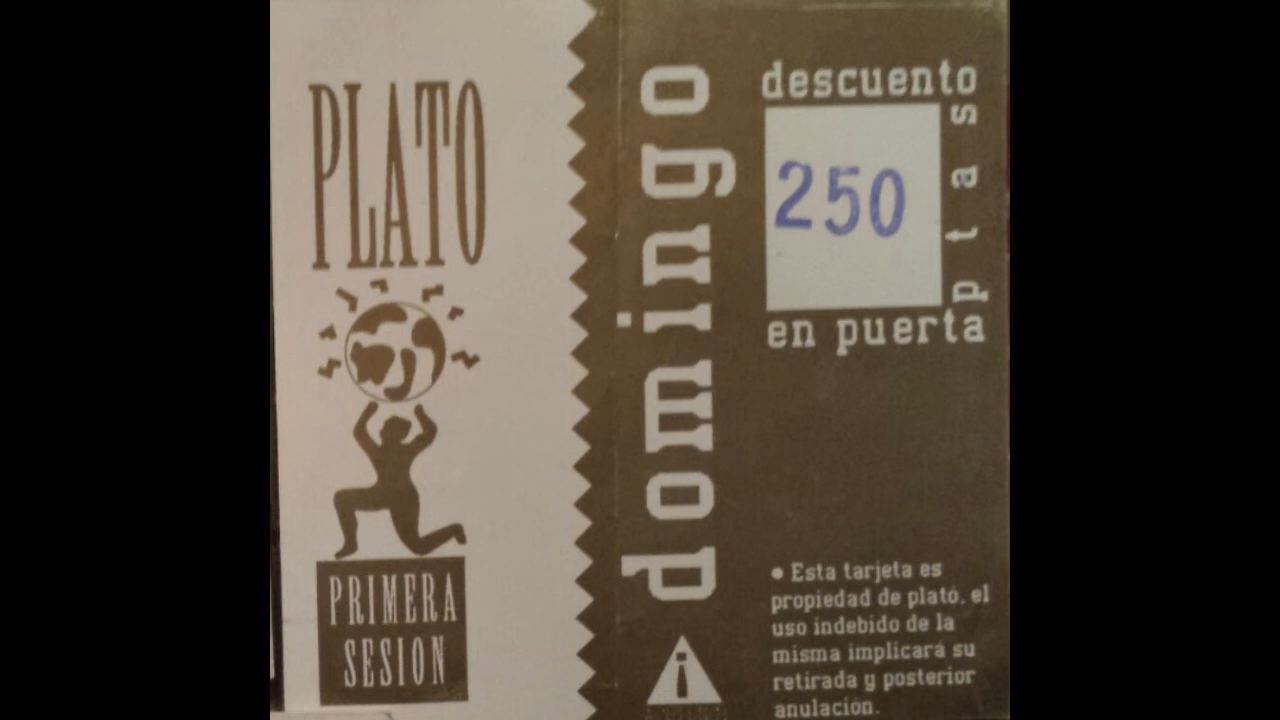 PLATO
PRIMERA
SESION
domingo
descuento
250
ptas
en puerta
• Esta tarjeta es
propiedad de plató, el
uso indebido de la
misma implicará su
retirada y posterior
anulación.